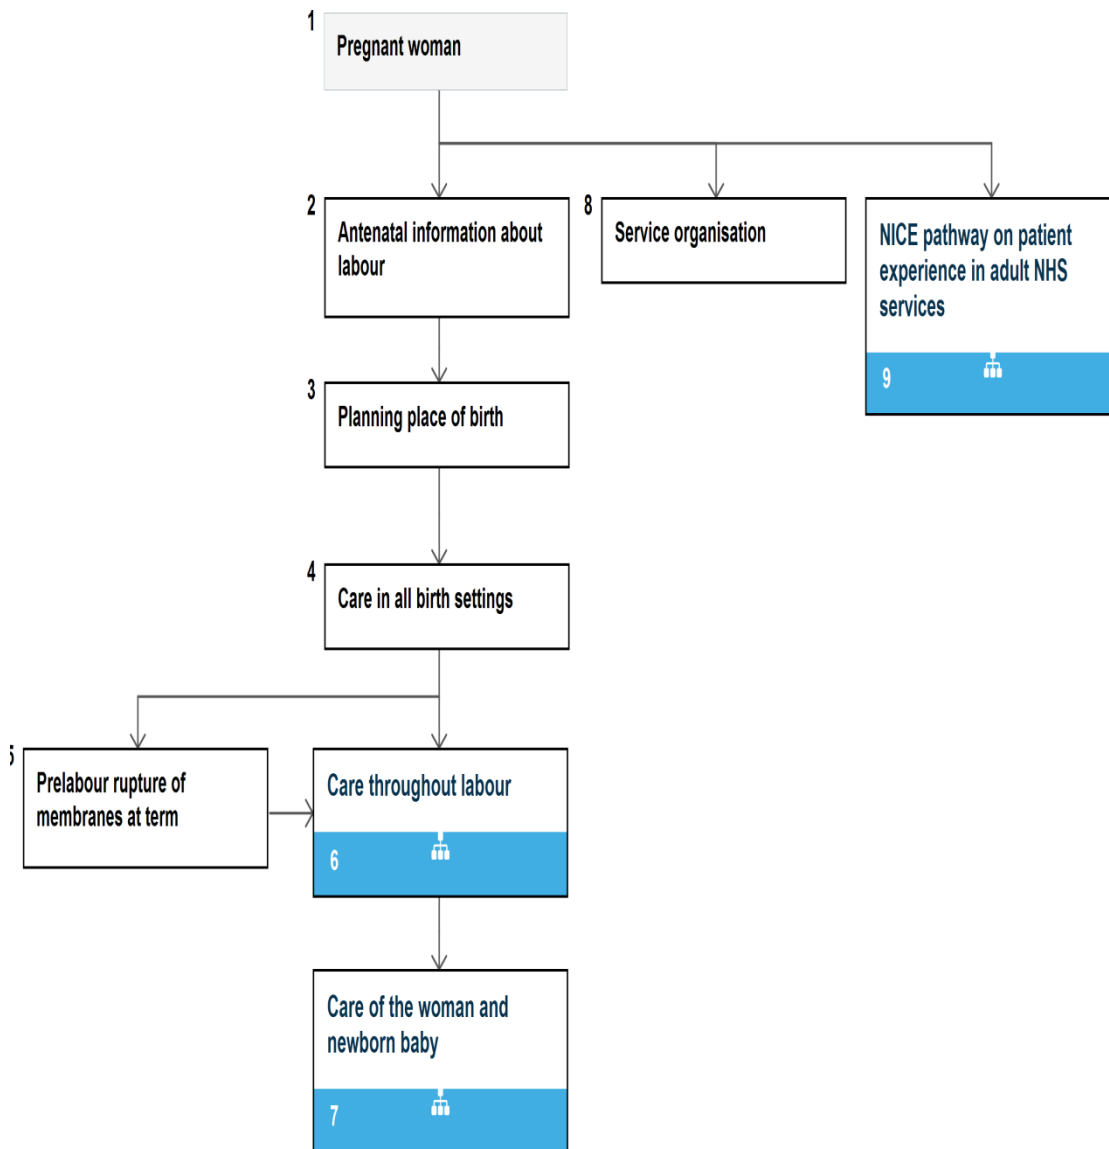 1
Pregnant woman
2
Antenatal information about
labour
8
Service organisation
NICE pathway on patient
experience in adult NHS
services
9
3
Planning place of birth
4
Care in all birth settings
5
Prelabour rupture of
membranes at term
Care throughout labour
6
Care of the woman and
newborn baby
7